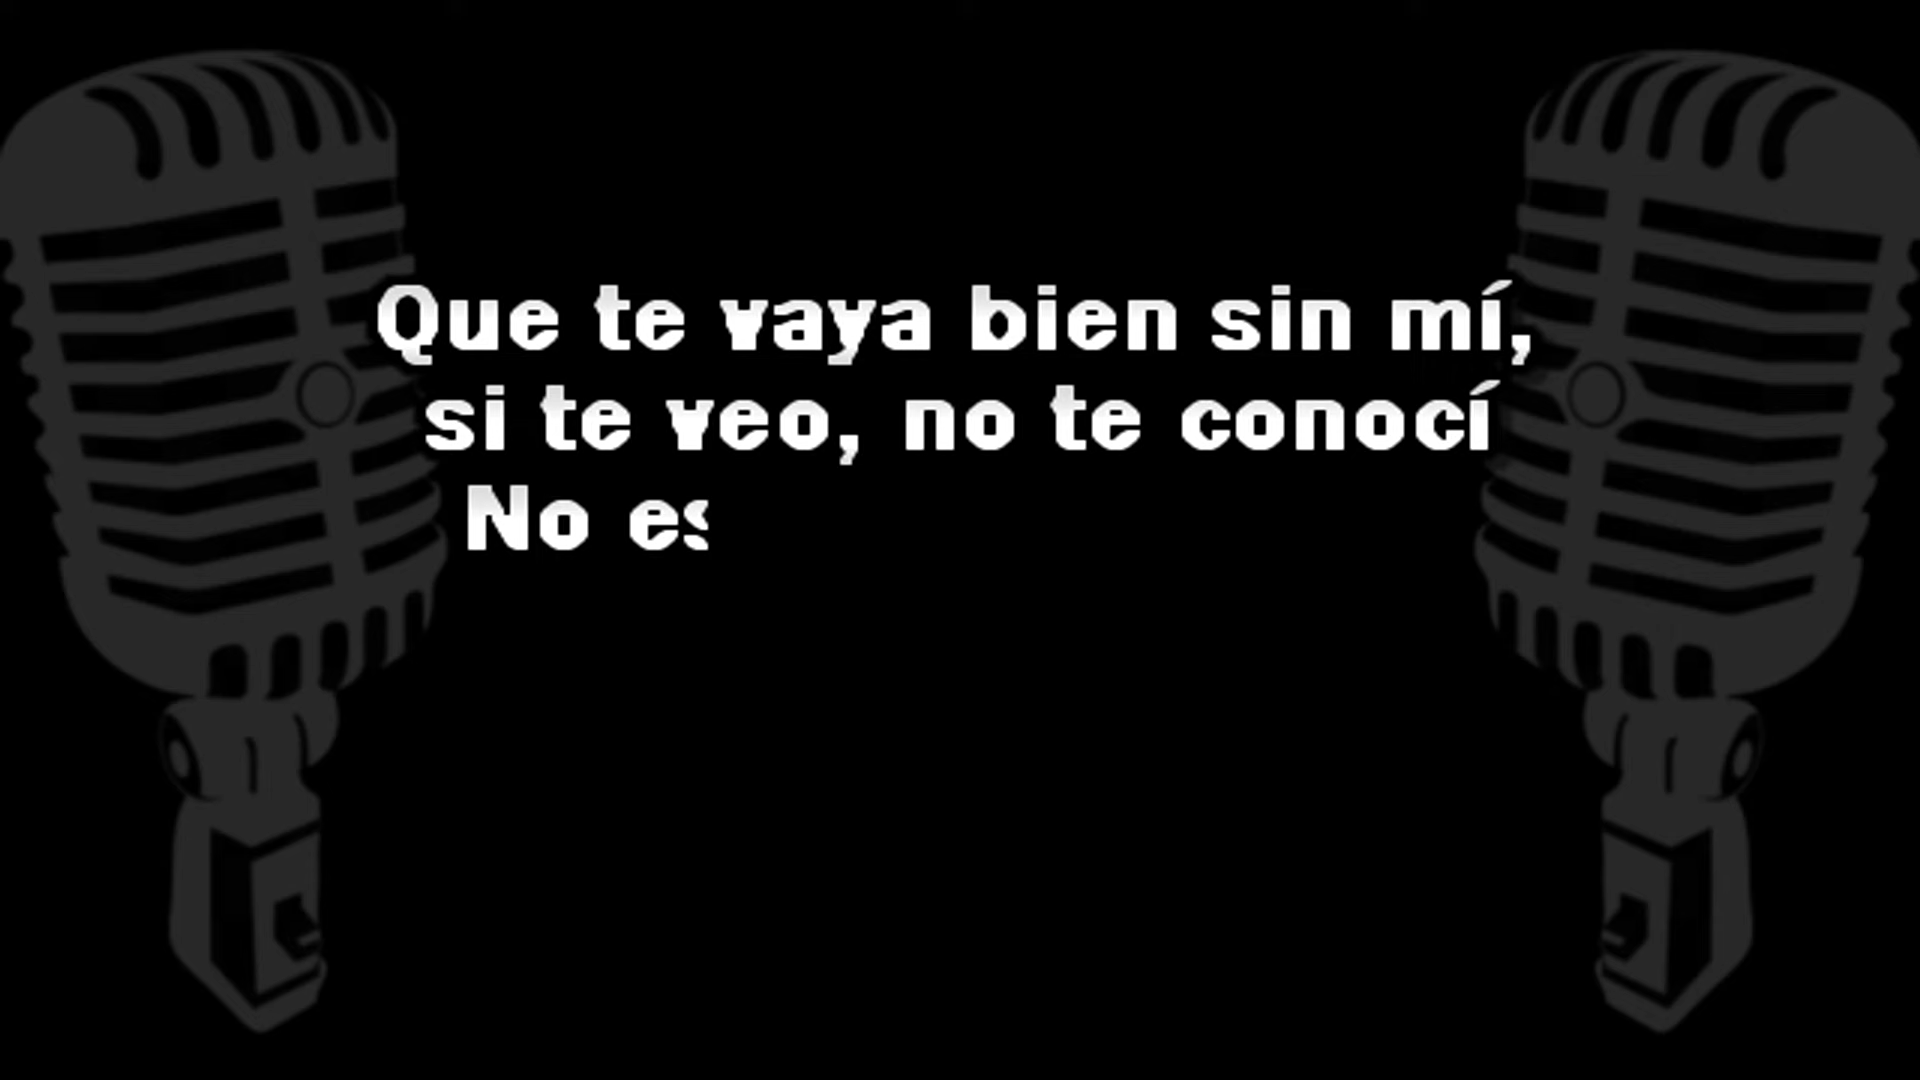 Que te vaya bien sin mí,
si te veo, no te conocí
No es